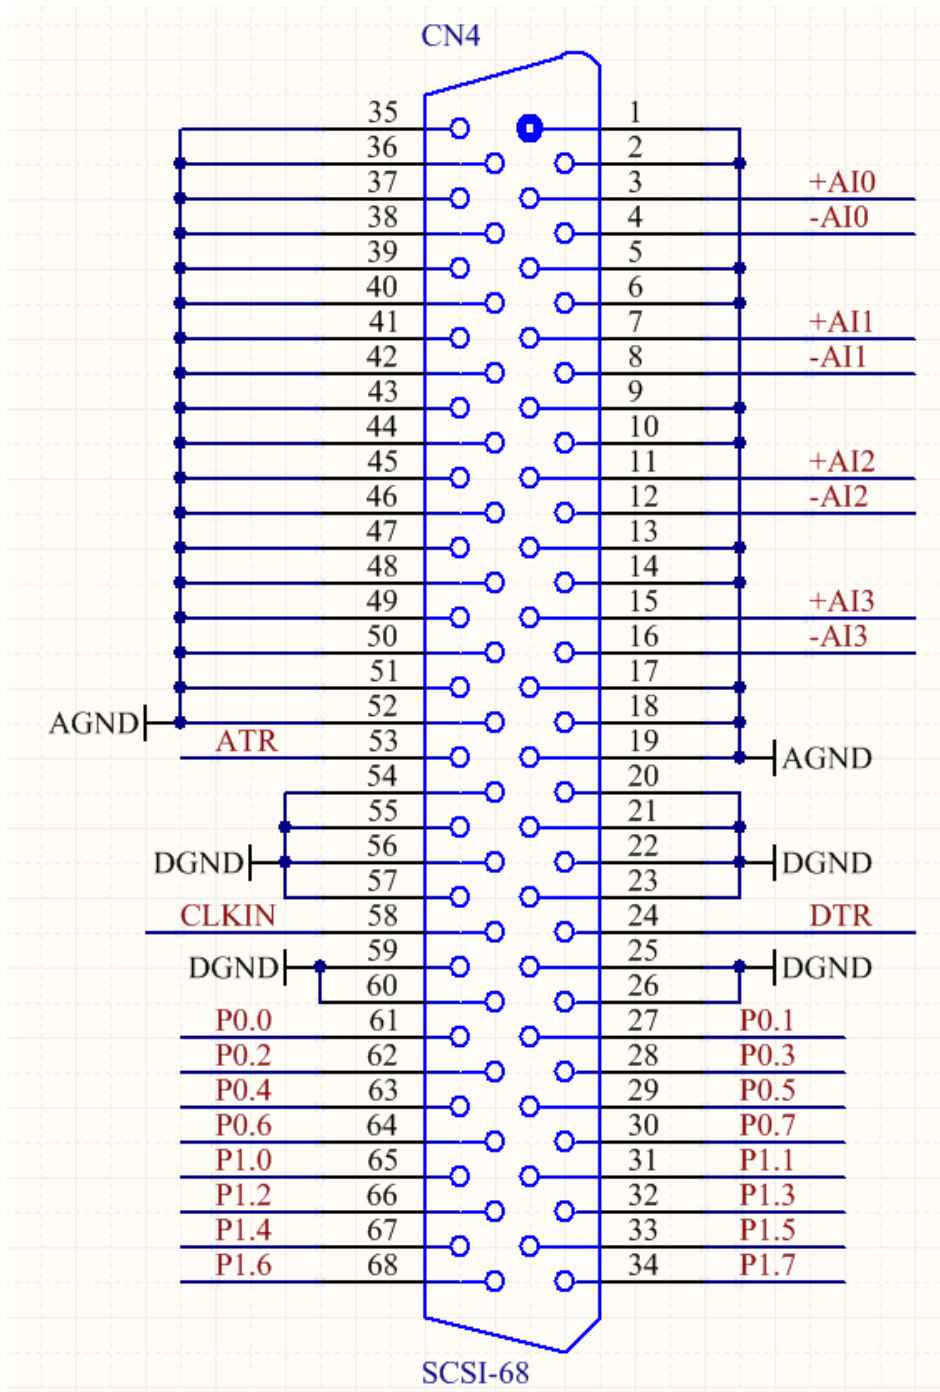 CN4
35 1
36 2
37 3 +AI0
38 4 -AI0
39 5
40 6
41 7 +AI1
42 8 -AI1
43 9
44 10
45 11 +AI2
46 12 -AI2
47 13
48 14
49 15 +AI3
50 16 -AI3
51 17
AGND 52 18
ATR 53 19 AGND
54 20
55 21
DGND 56 22 DGND
57 23
CLKIN 58 24 DTR
DGND 59 25 DGND
60 26
P0.0 61 27 P0.1
P0.2 62 28 P0.3
P0.4 63 29 P0.5
P0.6 64 30 P0.7
P1.0 65 31 P1.1
P1.2 66 32 P1.3
P1.4 67 33 P1.5
P1.6 68 34 P1.7
SCSI-68